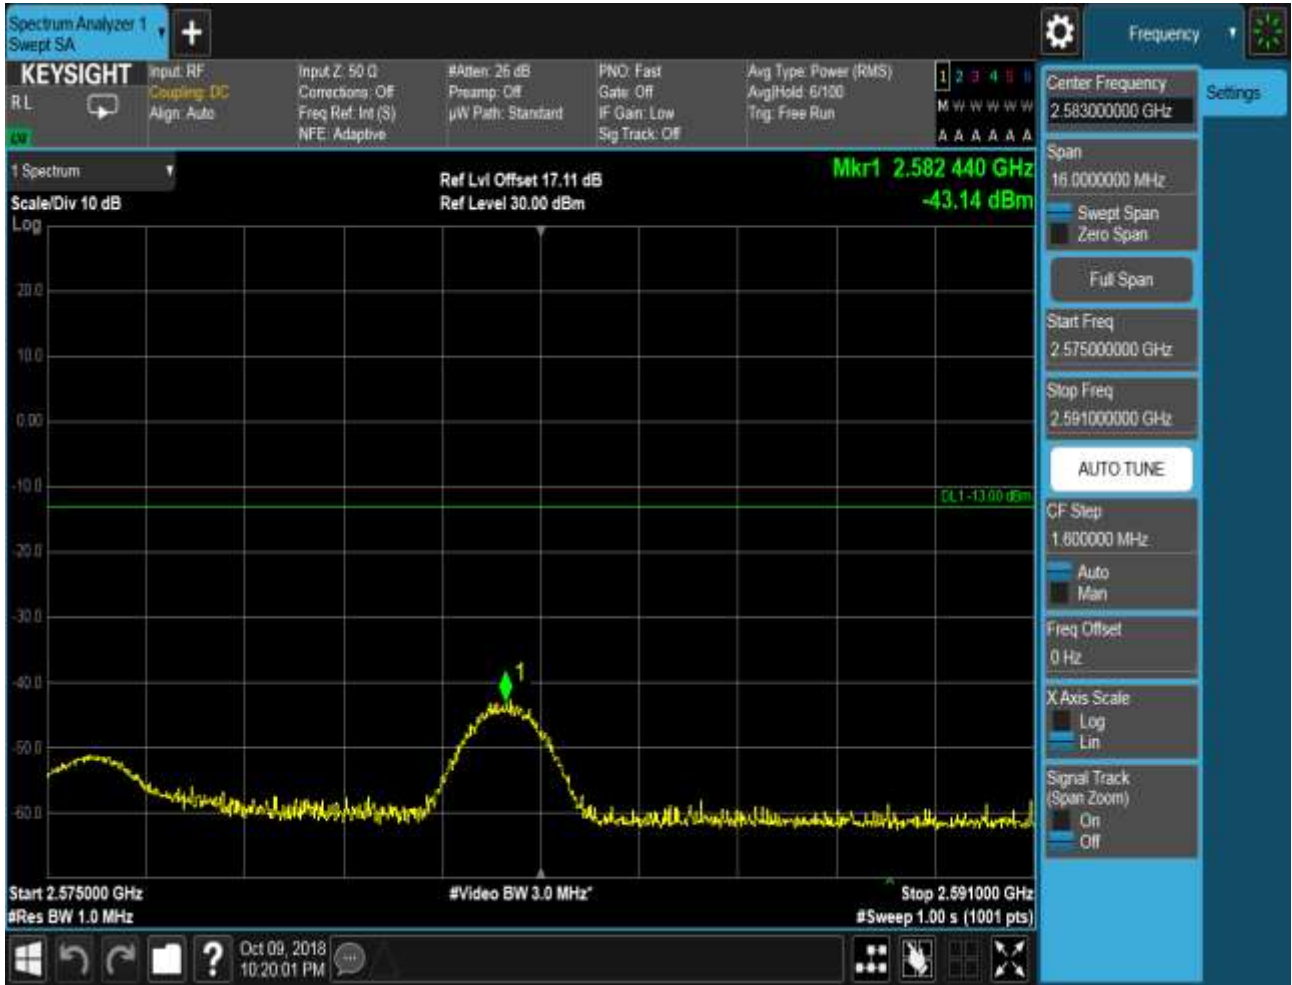 Spectrum Analyzer 1
Swept SA
+
Frequency
KEYSIGHT
R L
LXI
Input: RF
Coupling: DC
Align: Auto
Input Z: 50 Ω
Corrections: Off
Freq Ref: Int (S)
NFE: Adaptive
#Atten: 26 dB
Preamp: Off
µW Path: Standard
PNO: Fast
Gate: Off
IF Gain: Low
Sig Track: Off
Avg Type: Power (RMS)
Avg|Hold: 6/100
Trig: Free Run
1 2 3 4 5 6
M W W W W W
A A A A A A
1 Spectrum
Scale/Div 10 dB
Log
Ref Lvl Offset 17.11 dB
Ref Level 30.00 dBm
Mkr1 2.582 440 GHz
-43.14 dBm
20.0
10.0
0.00
-10.0
DL1 -13.00 dBm
-20.0
-30.0
-40.0
1
-50.0
-60.0
Start 2.575000 GHz
#Res BW 1.0 MHz
#Video BW 3.0 MHz*
Stop 2.591000 GHz
#Sweep 1.00 s (1001 pts)
?
Oct 09, 2018
10:20:01 PM
Center Frequency
2.583000000 GHz
Settings
Span
16.0000000 MHz
Swept Span
Zero Span
Full Span
Start Freq
2.575000000 GHz
Stop Freq
2.591000000 GHz
AUTO TUNE
CF Step
1.600000 MHz
Auto
Man
Freq Offset
0 Hz
X Axis Scale
Log
Lin
Signal Track
(Span Zoom)
On
Off